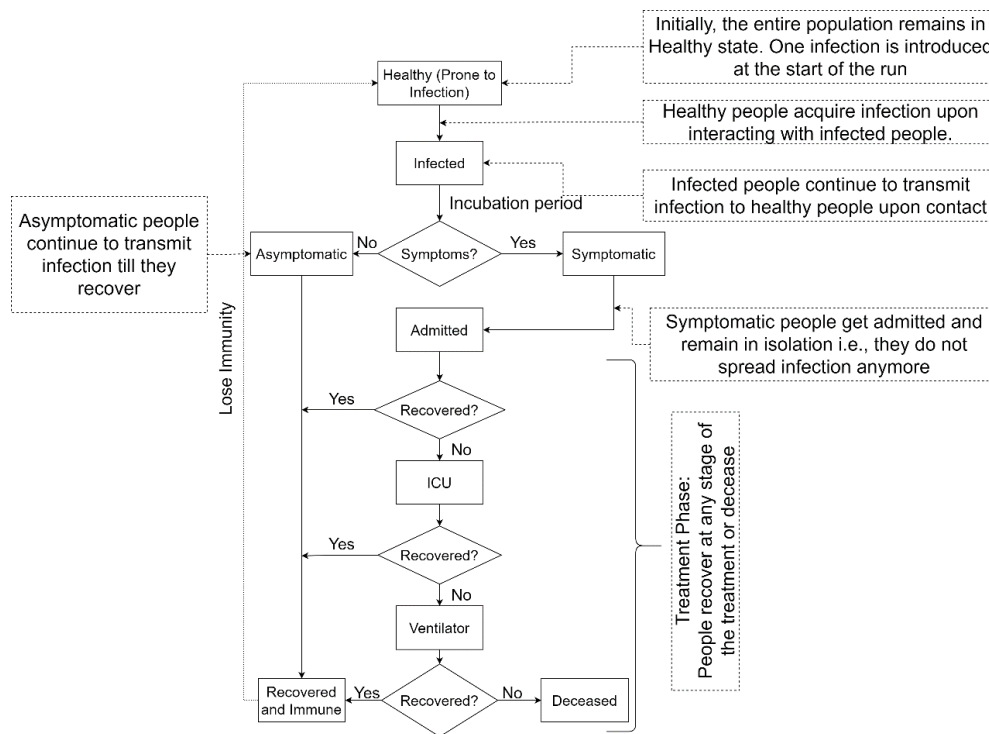 Initially, the entire population remains in
Healthy state. One infection is introduced
at the start of the run
Healthy (Prone to
Infection)
Healthy people acquire infection upon
interacting with infected people.
Infected
Infected people continue to transmit
infection to healthy people upon contact
Incubation period
Asymptomatic people
continue to transmit
infection till they
recover
Asymptomatic
No
Symptoms?
Yes
Symptomatic
Admitted
Symptomatic people get admitted and
remain in isolation i.e., they do not
spread infection anymore
Lose Immunity
Yes
Recovered?
No
ICU
Treatment Phase:
People recover at any stage of
the treatment or decease
Yes
Recovered?
No
Ventilator
Recovered
and Immune
Yes
Recovered?
No
Deceased